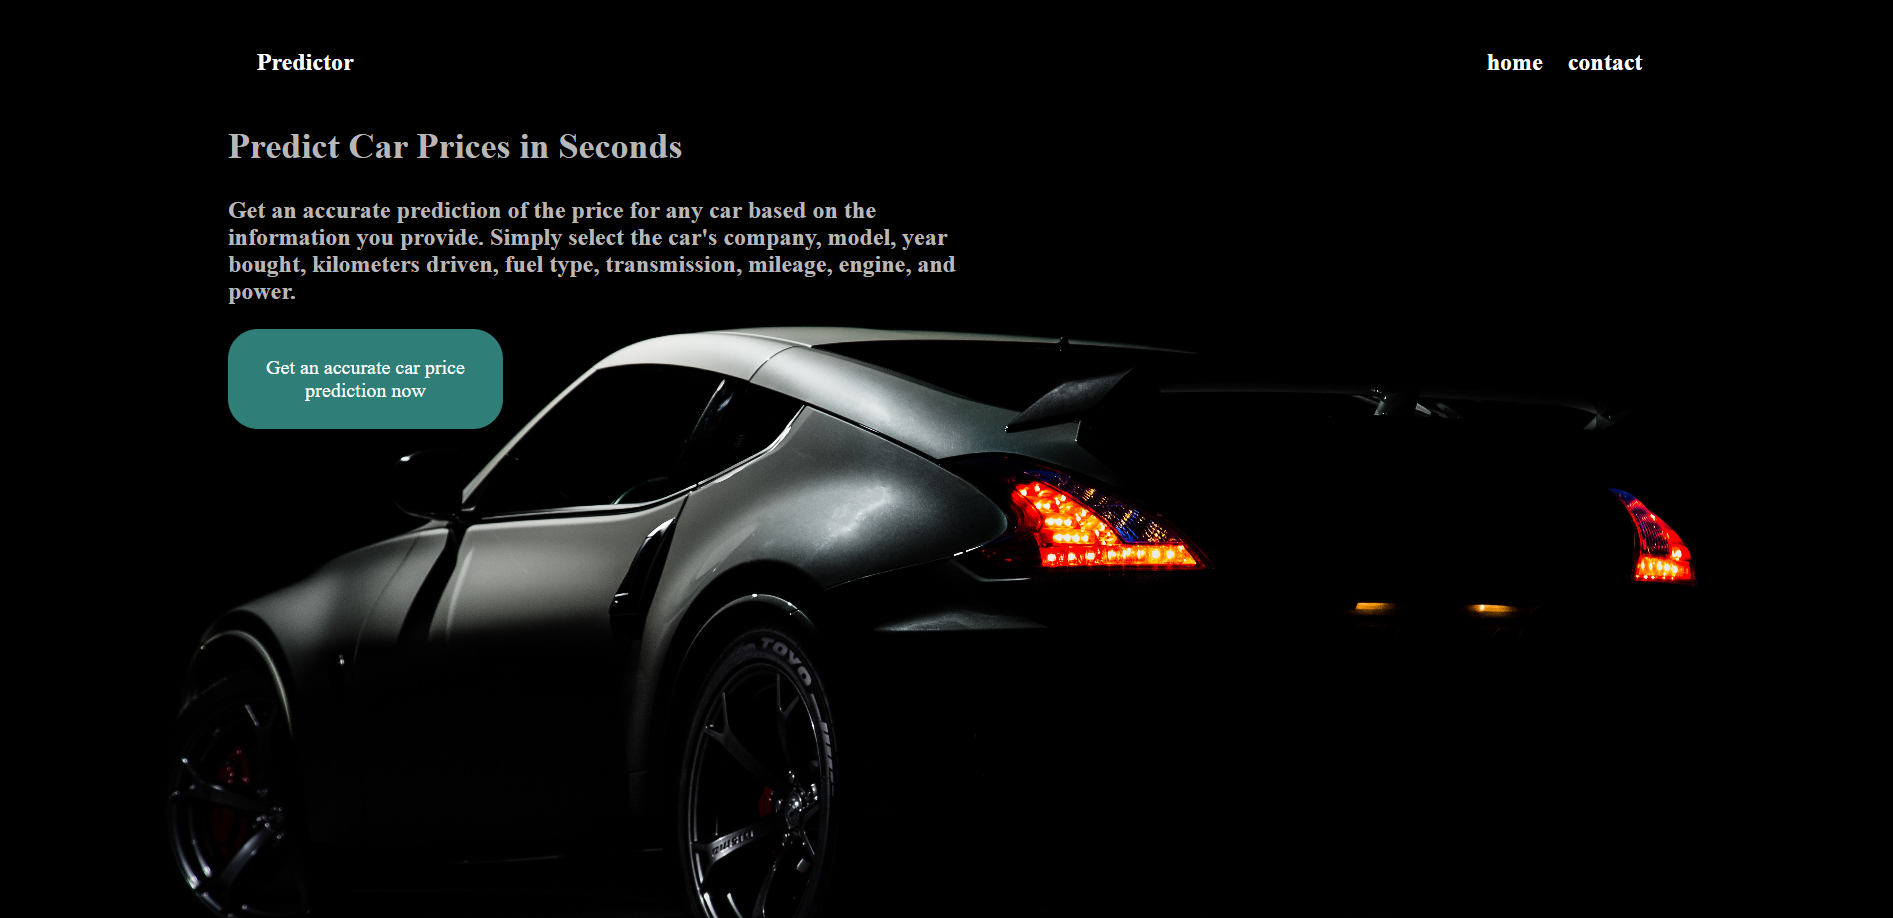 Predictor
home contact
Predict Car Prices in Seconds
Get an accurate prediction of the price for any car based on the
information you provide. Simply select the car's company, model, year
bought, kilometers driven, fuel type, transmission, mileage, engine, and
power.
Get an accurate car price
prediction now
TOYO